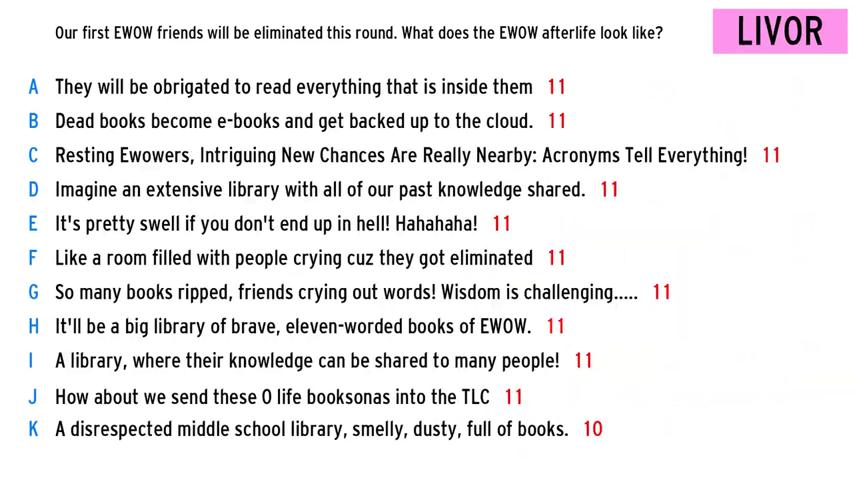 Our first EWOW friends will be eliminated this round. What does the EWOW afterlife look like?
LIVOR
A They will be obrigated to read everything that is inside them 11
B Dead books become e-books and get backed up to the cloud. 11
C Resting Ewowers, Intriguing New Chances Are Really Nearby: Acronyms Tell Everything! 11
D Imagine an extensive library with all of our past knowledge shared. 11
E It's pretty swell if you don't end up in hell! Hahahaha! 11
F Like a room filled with people crying cuz they got eliminated 11
G So many books ripped, friends crying out words! Wisdom is challenging..... 11
H It'll be a big library of brave, eleven-worded books of EWOW. 11
I A library, where their knowledge can be shared to many people! 11
J How about we send these 0 life booksonas into the TLC 11
K A disrespected middle school library, smelly, dusty, full of books. 10